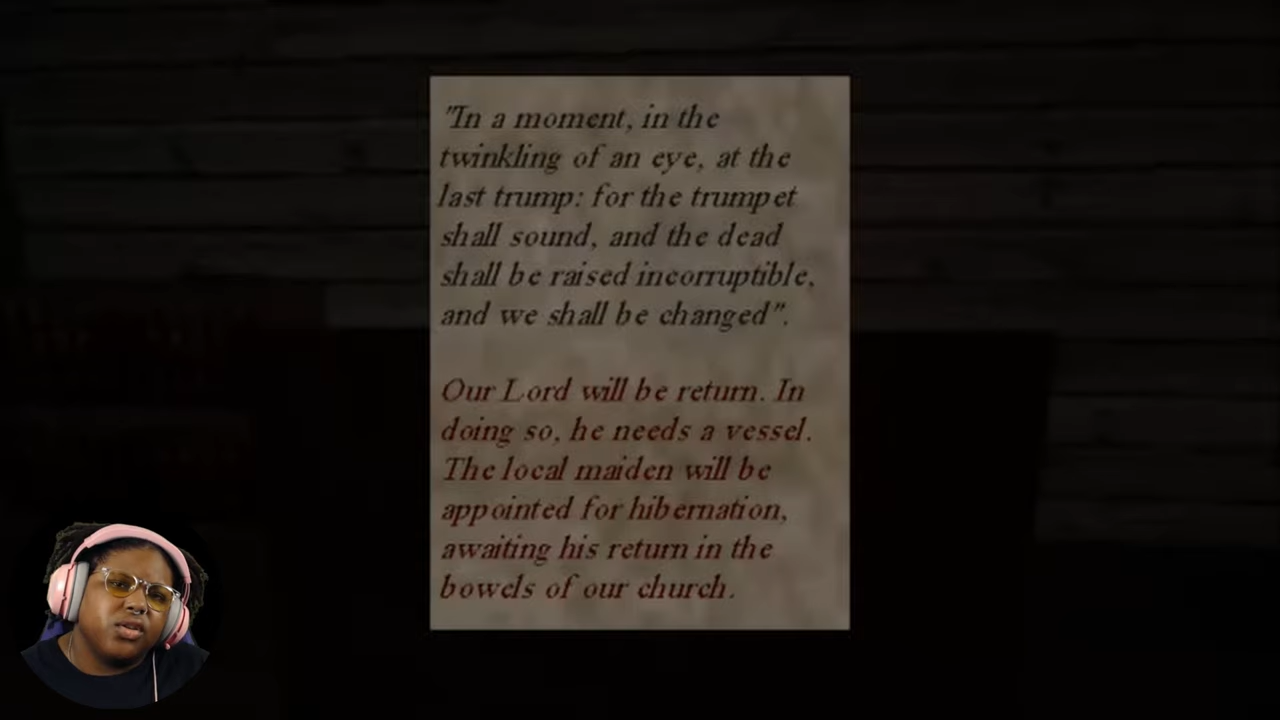 "In a moment, in the
twinkling of an eye, at the
last trump: for the trumpet
shall sound, and the dead
shall be raised incorruptible,
and we shall be changed".
Our Lord will be return. In
doing so, he needs a vessel.
The local maiden will be
appointed for hibernation,
awaiting his return in the
bowels of our church.